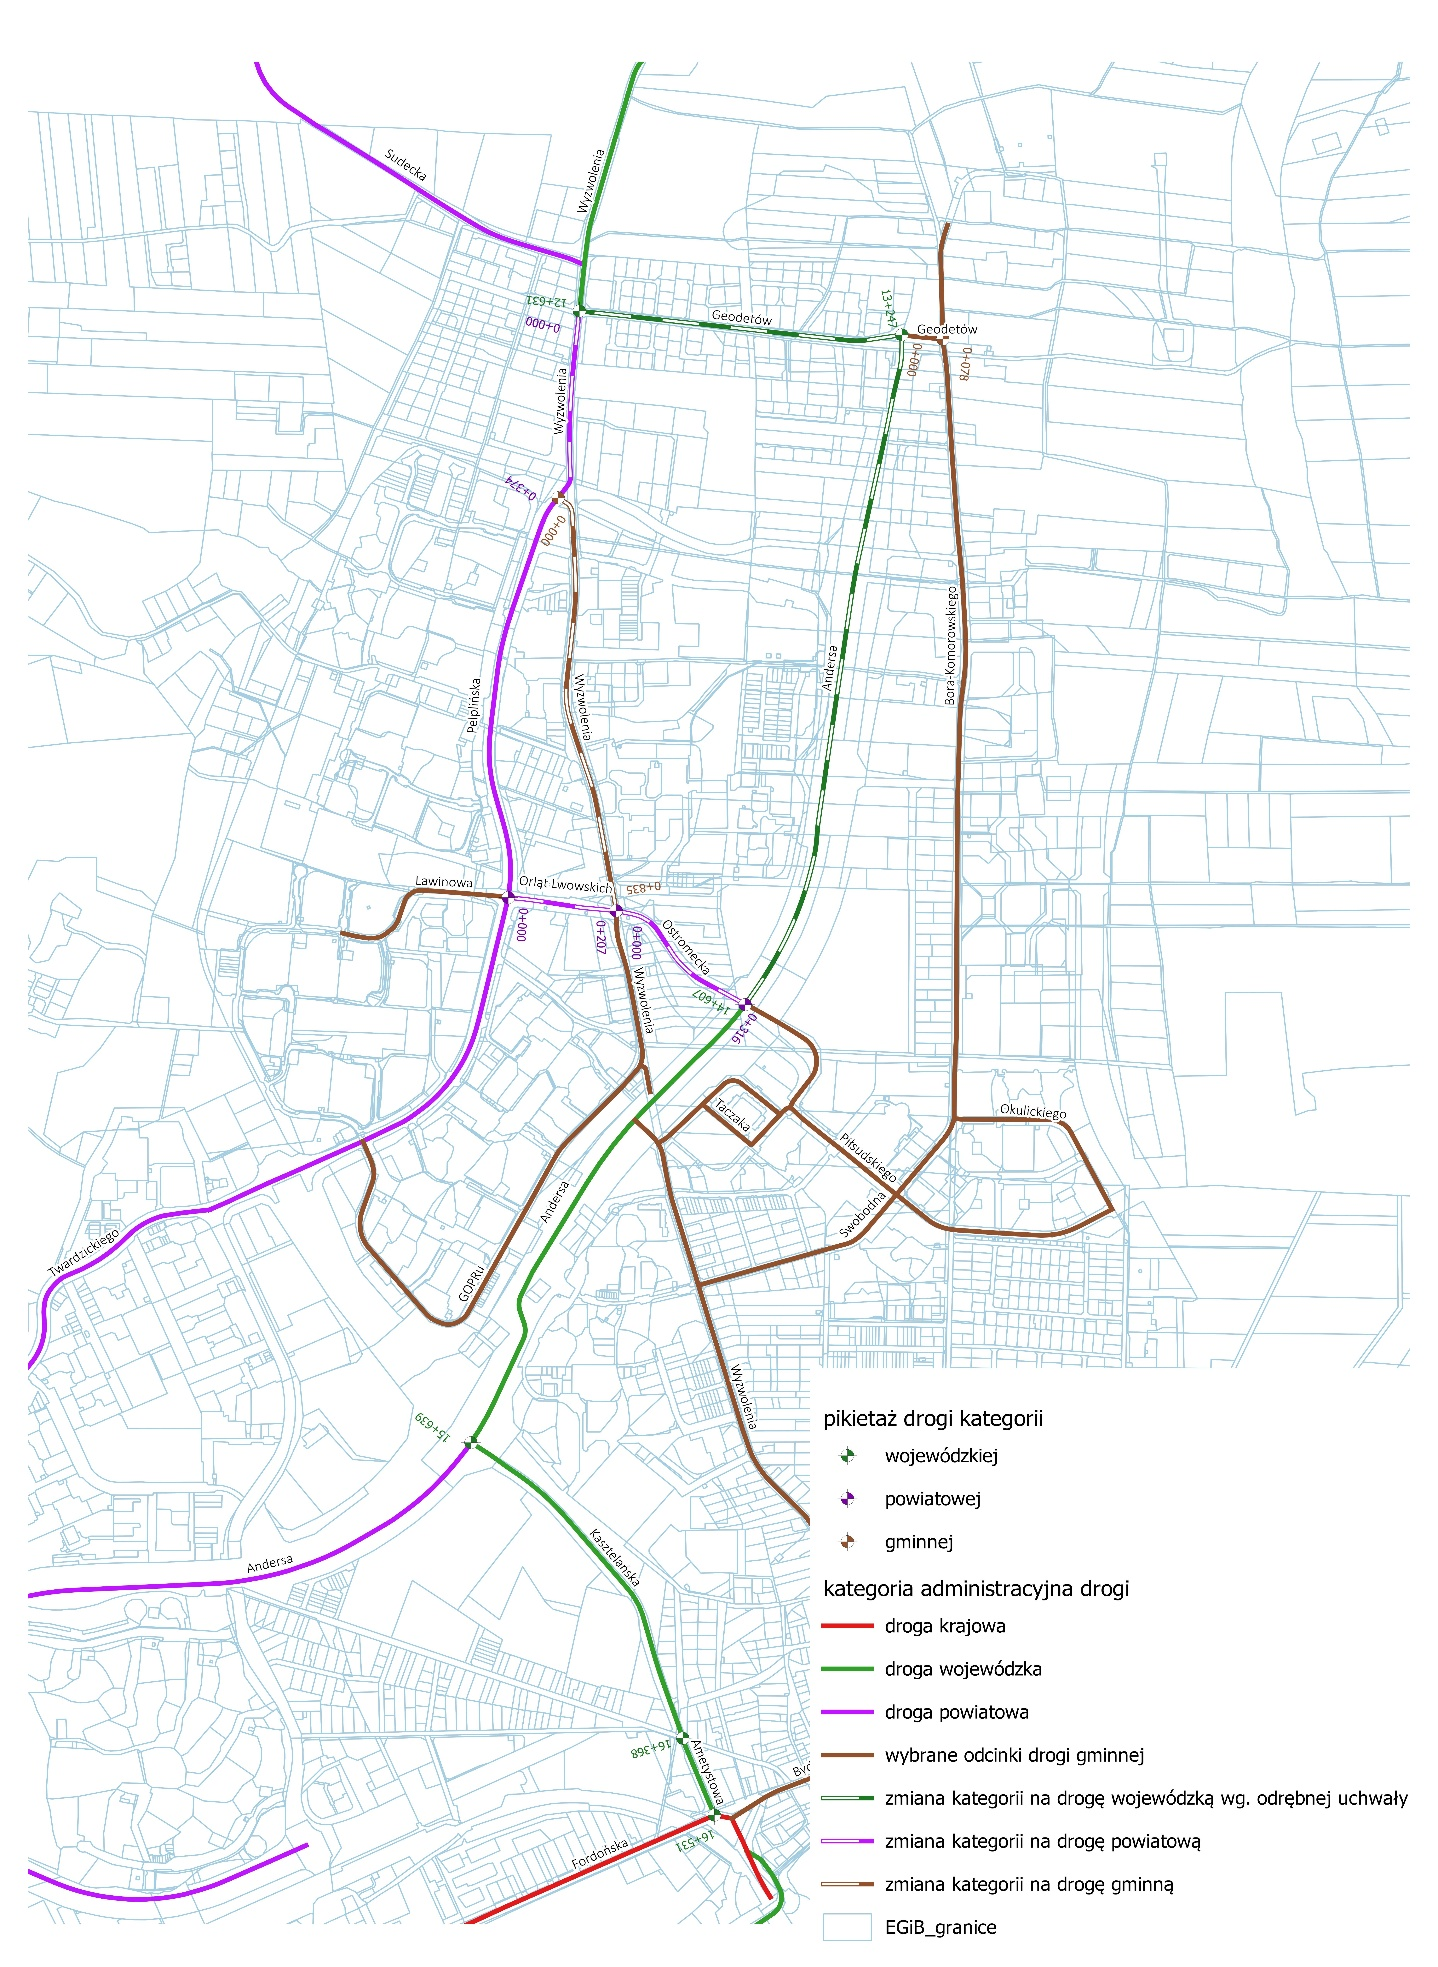 Sudecka
Wyzwolenia
12+631
0+000
Geodetów
13+247
Geodetów
0+000
0+078
Wyzwolenia
0+374
0+000
Pelplińska
Wyzwolenia
Andersa
Bora-Komorowskiego
Lawinowa
Orląt Lwowskich
0+835
0+000
0+207
0+000
Ostromecka
Wyzwolenia
14+607
0+316
Taczaka
Okulickiego
Piłsudskiego
Swobodna
Andersa
Twardzickiego
GOPRu
Wyzwolenia
15+639
Andersa
Kasztelańska
16+368
Ametystowa
Fordońska
16+531
pikietaż drogi kategorii
wojewódzkiej
powiatowej
gminnej
kategoria administracyjna drogi
droga krajowa
droga wojewódzka
droga powiatowa
wybrane odcinki drogi gminnej
zmiana kategorii na drogę wojewódzką wg. odrębnej uchwały
zmiana kategorii na drogę powiatową
zmiana kategorii na drogę gminną
EGiB_granice